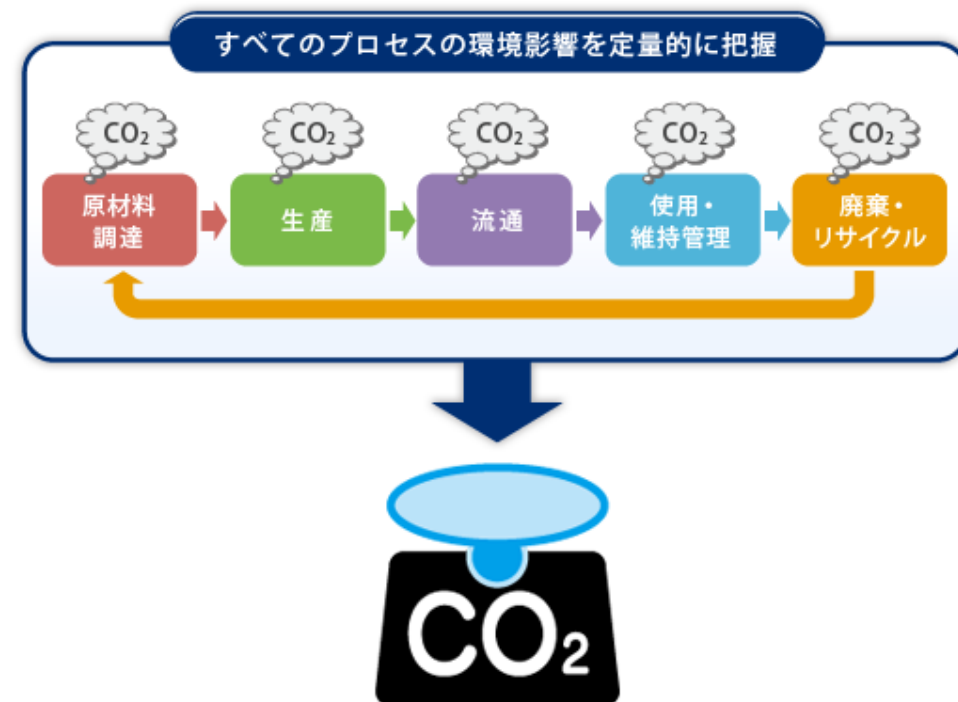 すべてのプロセスの環境影響を定量的に把握
CO₂
CO₂
CO₂
CO₂
CO₂
原材料
調達
生産
流通
使用・
維持管理
廃棄・
リサイクル
CO₂